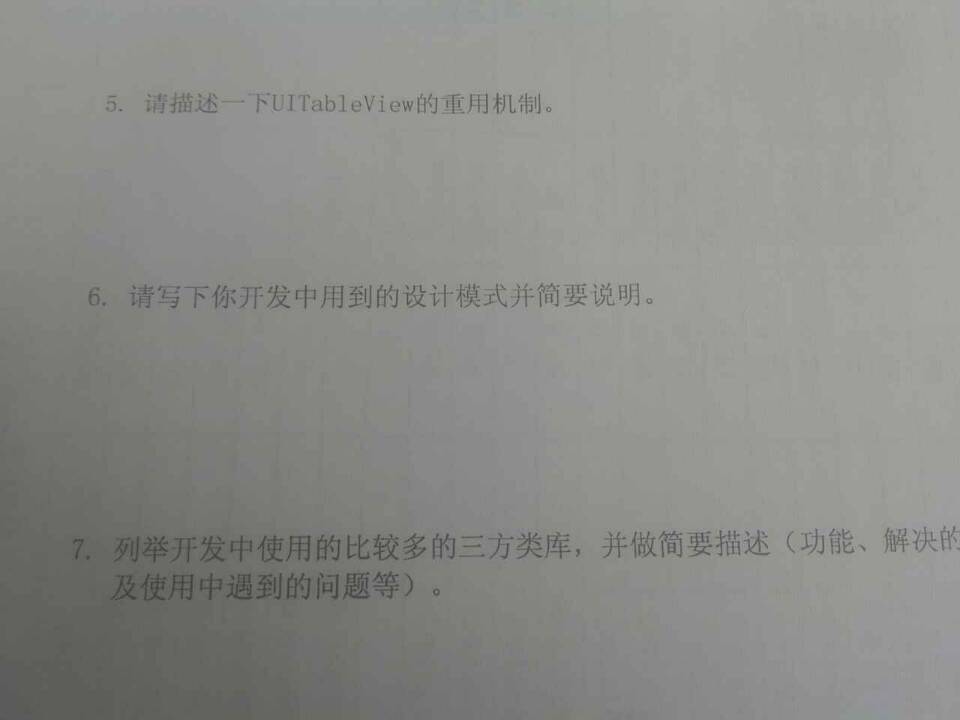 5. 请描述一下UITableView的重用机制。
6. 请写下你开发中用到的设计模式并简要说明。
7. 列举开发中使用的比较多的三方类库，并做简要描述（功能、解决的
及使用中遇到的问题等）。